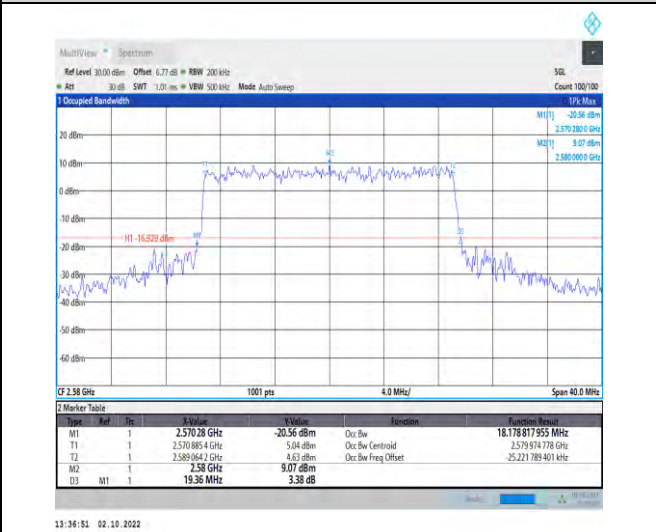 MultiView Spectrum
Ref Level 30.00 dBm Offset 6.77 dB RBW 200 kHz SGL
Att 30 dB SWT 1.01 ms VBW 500 kHz Mode Auto Sweep Count 100/100
1 Occupied Bandwidth 1Pk Max
M1[1] -20.56 dBm
2.570 280 0 GHz
M2[1] 9.07 dBm
2.580 000 0 GHz
20 dBm
M2
10 dBm
T1
0 dBm
-10 dBm
H1 -16.929 dBm
-20 dBm
-30 dBm
-40 dBm
-50 dBm
-60 dBm
CF 2.58 GHz 1001 pts 4.0 MHz/ Span 40.0 MHz
2 Marker Table
Type Ref Trc X-Value Y-Value Function Function Result
M1 1 2.570 28 GHz -20.56 dBm Occ Bw 18.178 817 955 MHz
T1 1 2.570 885 4 GHz 5.04 dBm Occ Bw Centroid 2.579 974 778 GHz
T2 1 2.589 064 2 GHz 4.63 dBm Occ Bw Freq Offset -25.221 789 401 kHz
M2 1 2.58 GHz 9.07 dBm
D3 M1 1 19.36 MHz 3.38 dB
13:36:51 02.10.2022